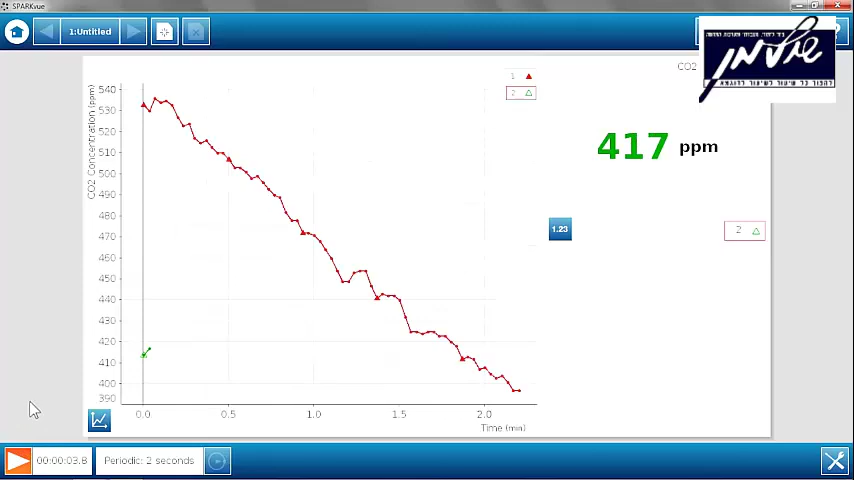 SPARKvue
1:Untitled
CO2
שולמן
1
2
417 ppm
1.23
2
CO2 Concentration (ppm)
540
530
520
510
500
490
480
470
460
450
440
430
420
410
400
390
0.0 0.5 1.0 1.5 2.0
Time (min)
00:00:03.8
Periodic: 2 seconds